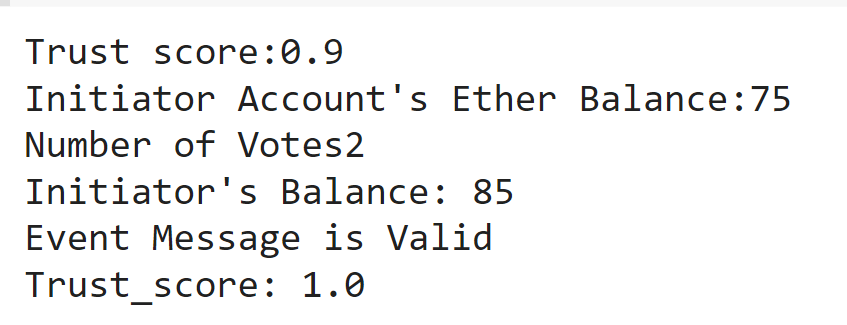 Trust score:0.9
Initiator Account's Ether Balance:75
Number of Votes2
Initiator's Balance: 85
Event Message is Valid
Trust_score: 1.0